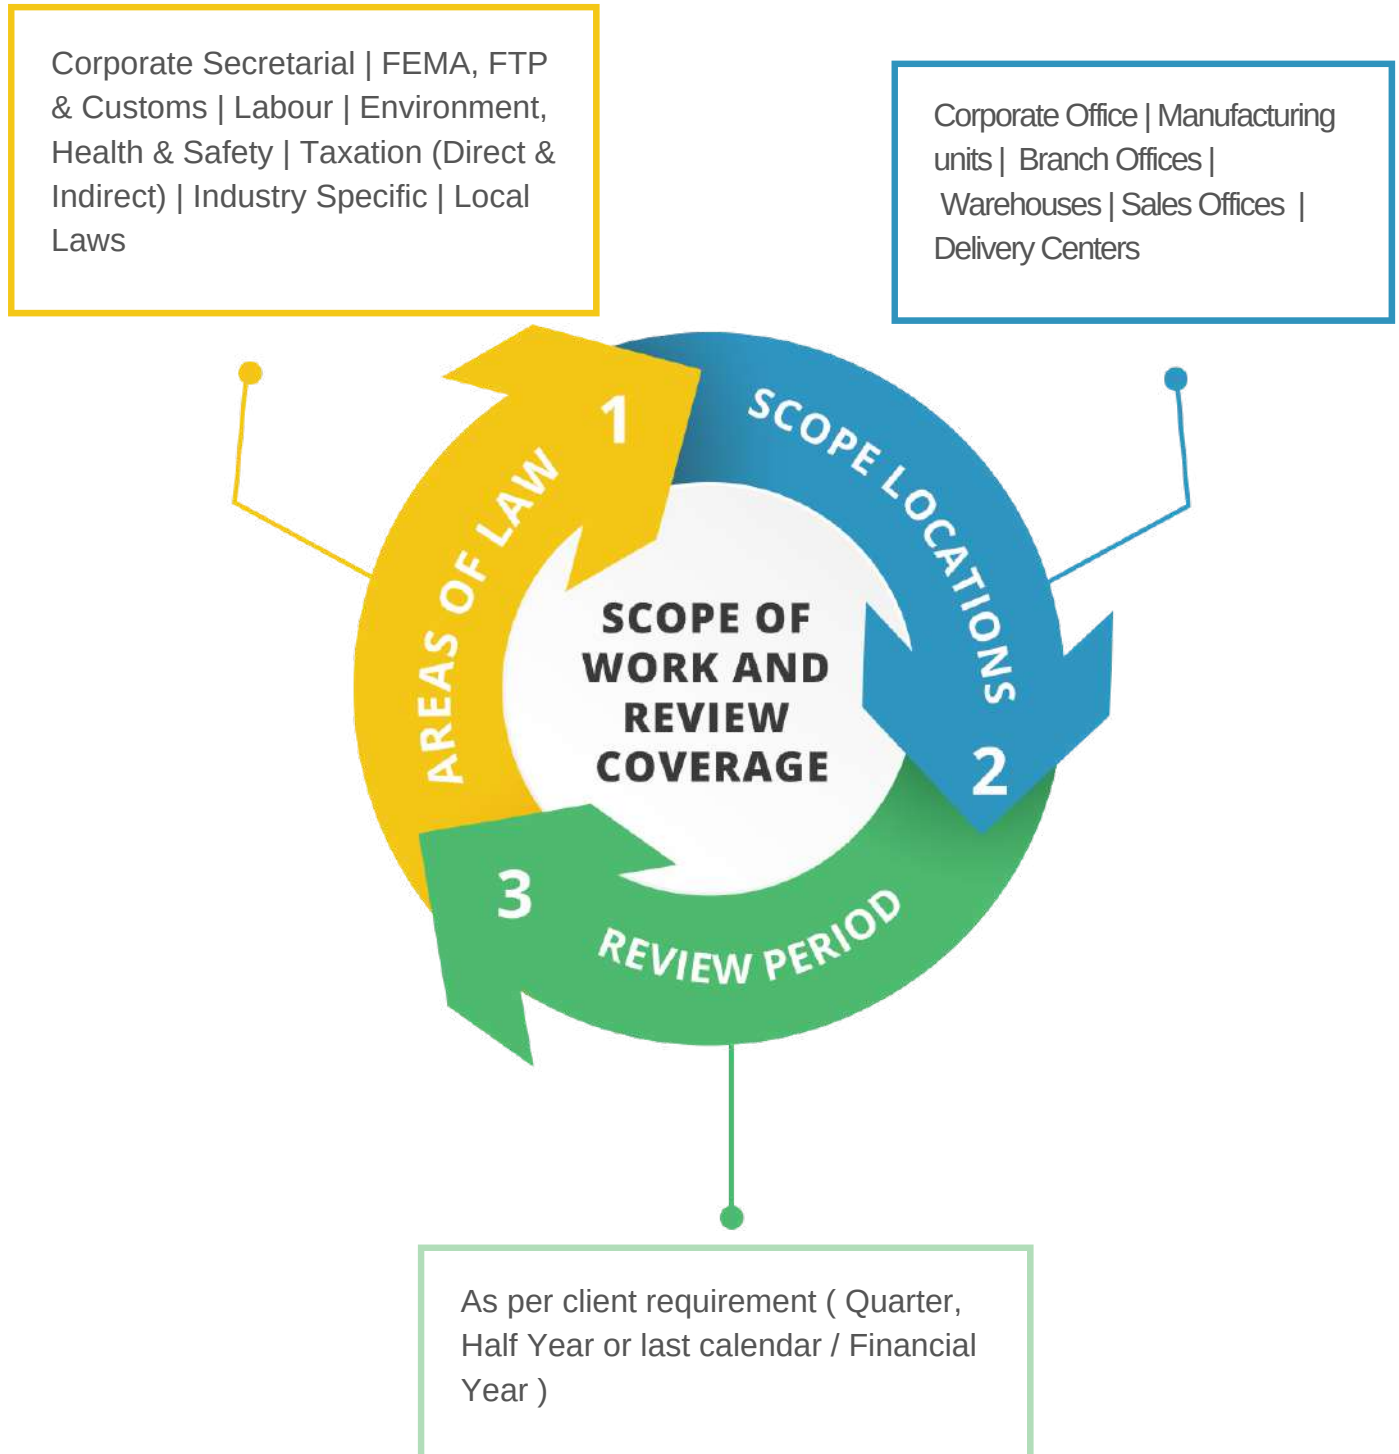 Corporate Secretarial | FEMA, FTP
& Customs | Labour | Environment,
Health & Safety | Taxation (Direct &
Indirect) | Industry Specific | Local
Laws
Corporate Office | Manufacturing
units | Branch Offices |
Warehouses | Sales Offices |
Delivery Centers
1
AREAS OF LAW
SCOPE LOCATIONS
2
SCOPE OF
WORK AND
REVIEW
COVERAGE
3
REVIEW PERIOD
As per client requirement ( Quarter,
Half Year or last calendar / Financial
Year )